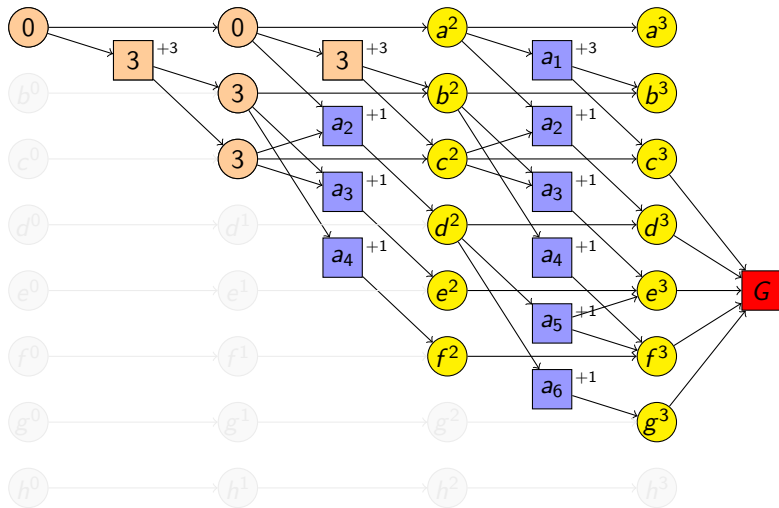 0 0 a² a³
3 +3 3 +3 a₁ +3
b⁰ 3 b² b³
a₂ +1 a₂ +1
c⁰ 3 c² c³
a₃ +1 a₃ +1
d⁰ d¹ d² d³
a₄ +1 a₄ +1
e⁰ e¹ e² e³ G
a₅ +1
f⁰ f¹ f² f³
a₆ +1
g⁰ g¹ g² g³
h⁰ h¹ h² h³